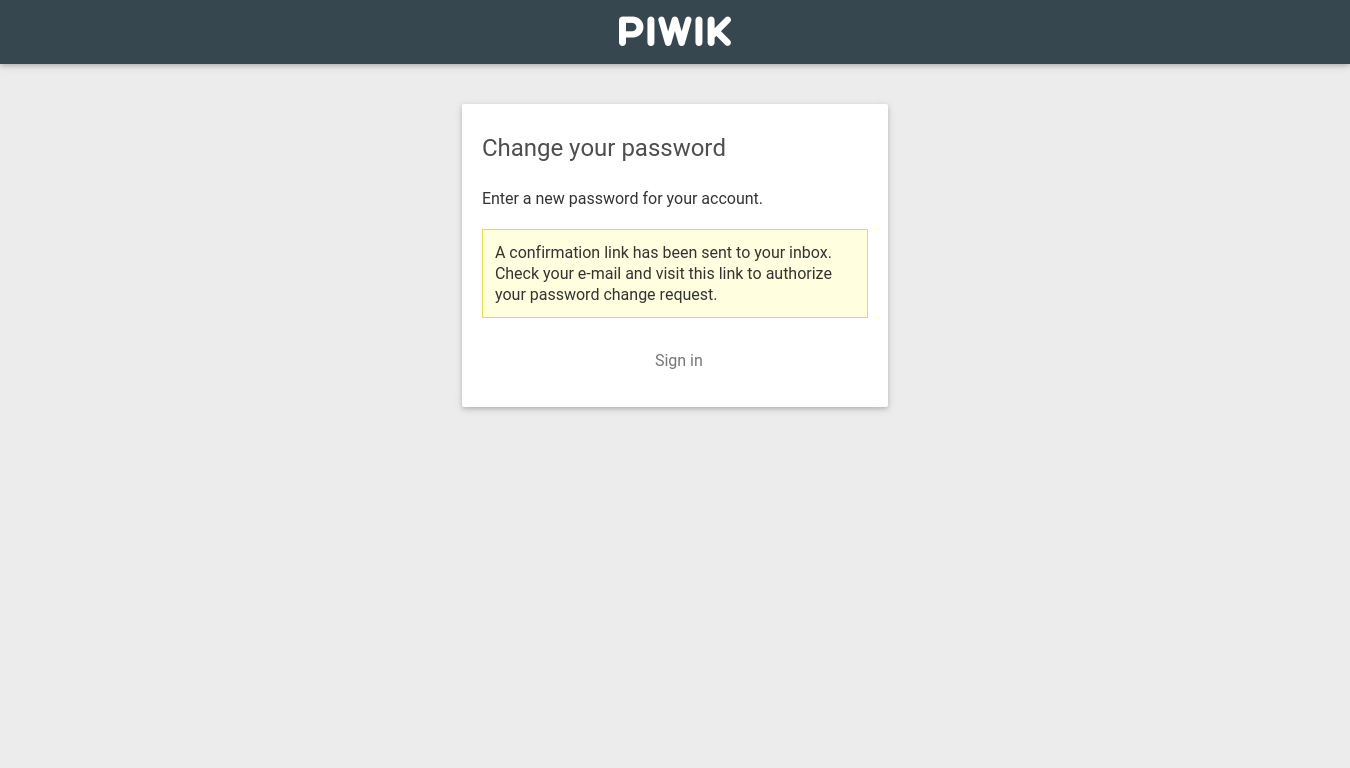 PIWIK
Change your password
Enter a new password for your account.
A confirmation link has been sent to your inbox.
Check your e-mail and visit this link to authorize
your password change request.
Sign in